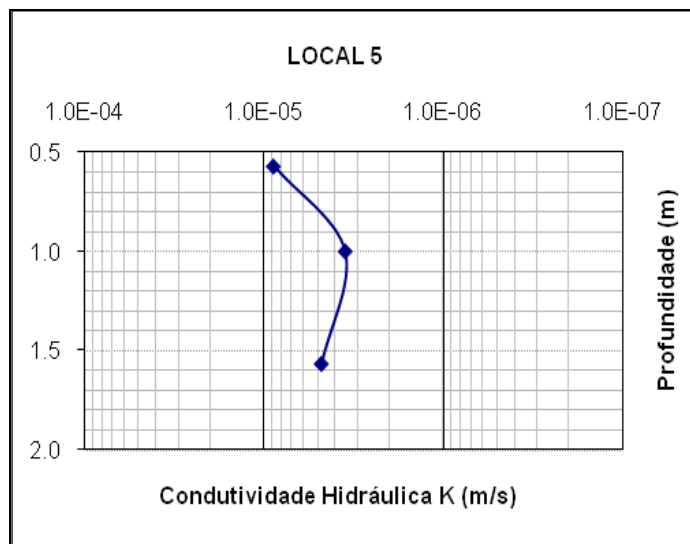 LOCAL 5
1.0E-04 1.0E-05 1.0E-06 1.0E-07
0.5
1.0
1.5
2.0
Profundidade (m)
Condutividade Hidráulica K (m/s)